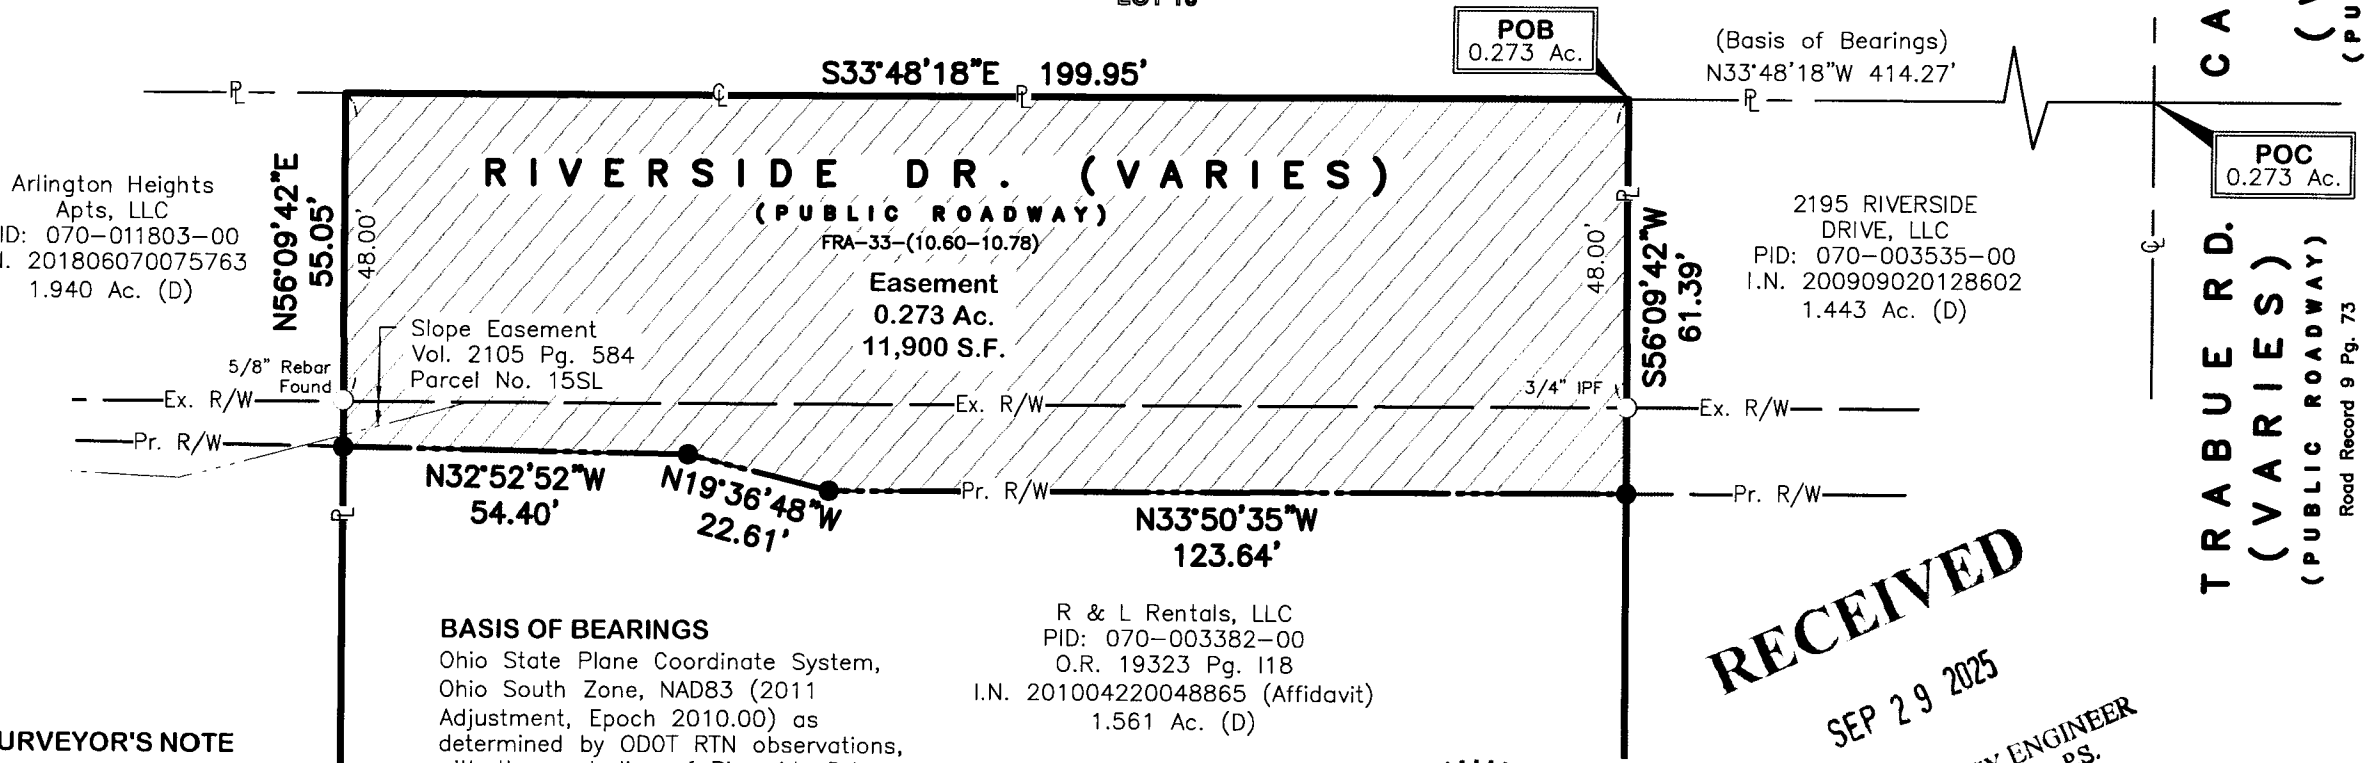 POB
0.273 Ac.
(Basis of Bearings)
N33°48'18"W 414.27'
S33°48'18"E 199.95'
POC
0.273 Ac.
RIVERSIDE DR. (VARIES)
(PUBLIC ROADWAY)
FRA-33-(10.60-10.78)
Easement
0.273 Ac.
11,900 S.F.
Arlington Heights
Apts, LLC
ID: 070-011803-00
201806070075763
1.940 Ac. (D)
N56°09'42"E
55.05'
48.00'
48.00'
S56°09'42"W
61.39'
2195 RIVERSIDE
DRIVE, LLC
PID: 070-003535-00
I.N. 200909020128602
1.443 Ac. (D)
TRABUE RD.
(VARIES)
(PUBLIC ROADWAY)
Road Record 9 Pg. 73
CA
Slope Easement
Vol. 2105 Pg. 584
Parcel No. 15SL
5/8" Rebar
Found
3/4" IPF
Ex. R/W
Ex. R/W
Ex. R/W
Pr. R/W
Pr. R/W
Pr. R/W
N32°52'52"W
54.40'
N19°36'48"W
22.61'
N33°50'35"W
123.64'
BASIS OF BEARINGS
Ohio State Plane Coordinate System,
Ohio South Zone, NAD83 (2011
Adjustment, Epoch 2010.00) as
determined by ODOT RTN observations,
R & L Rentals, LLC
PID: 070-003382-00
O.R. 19323 Pg. I18
I.N. 201004220048865 (Affidavit)
1.561 Ac. (D)
URVEYOR'S NOTE
RECEIVED
SEP 29 2025
ENGINEER
P.S.